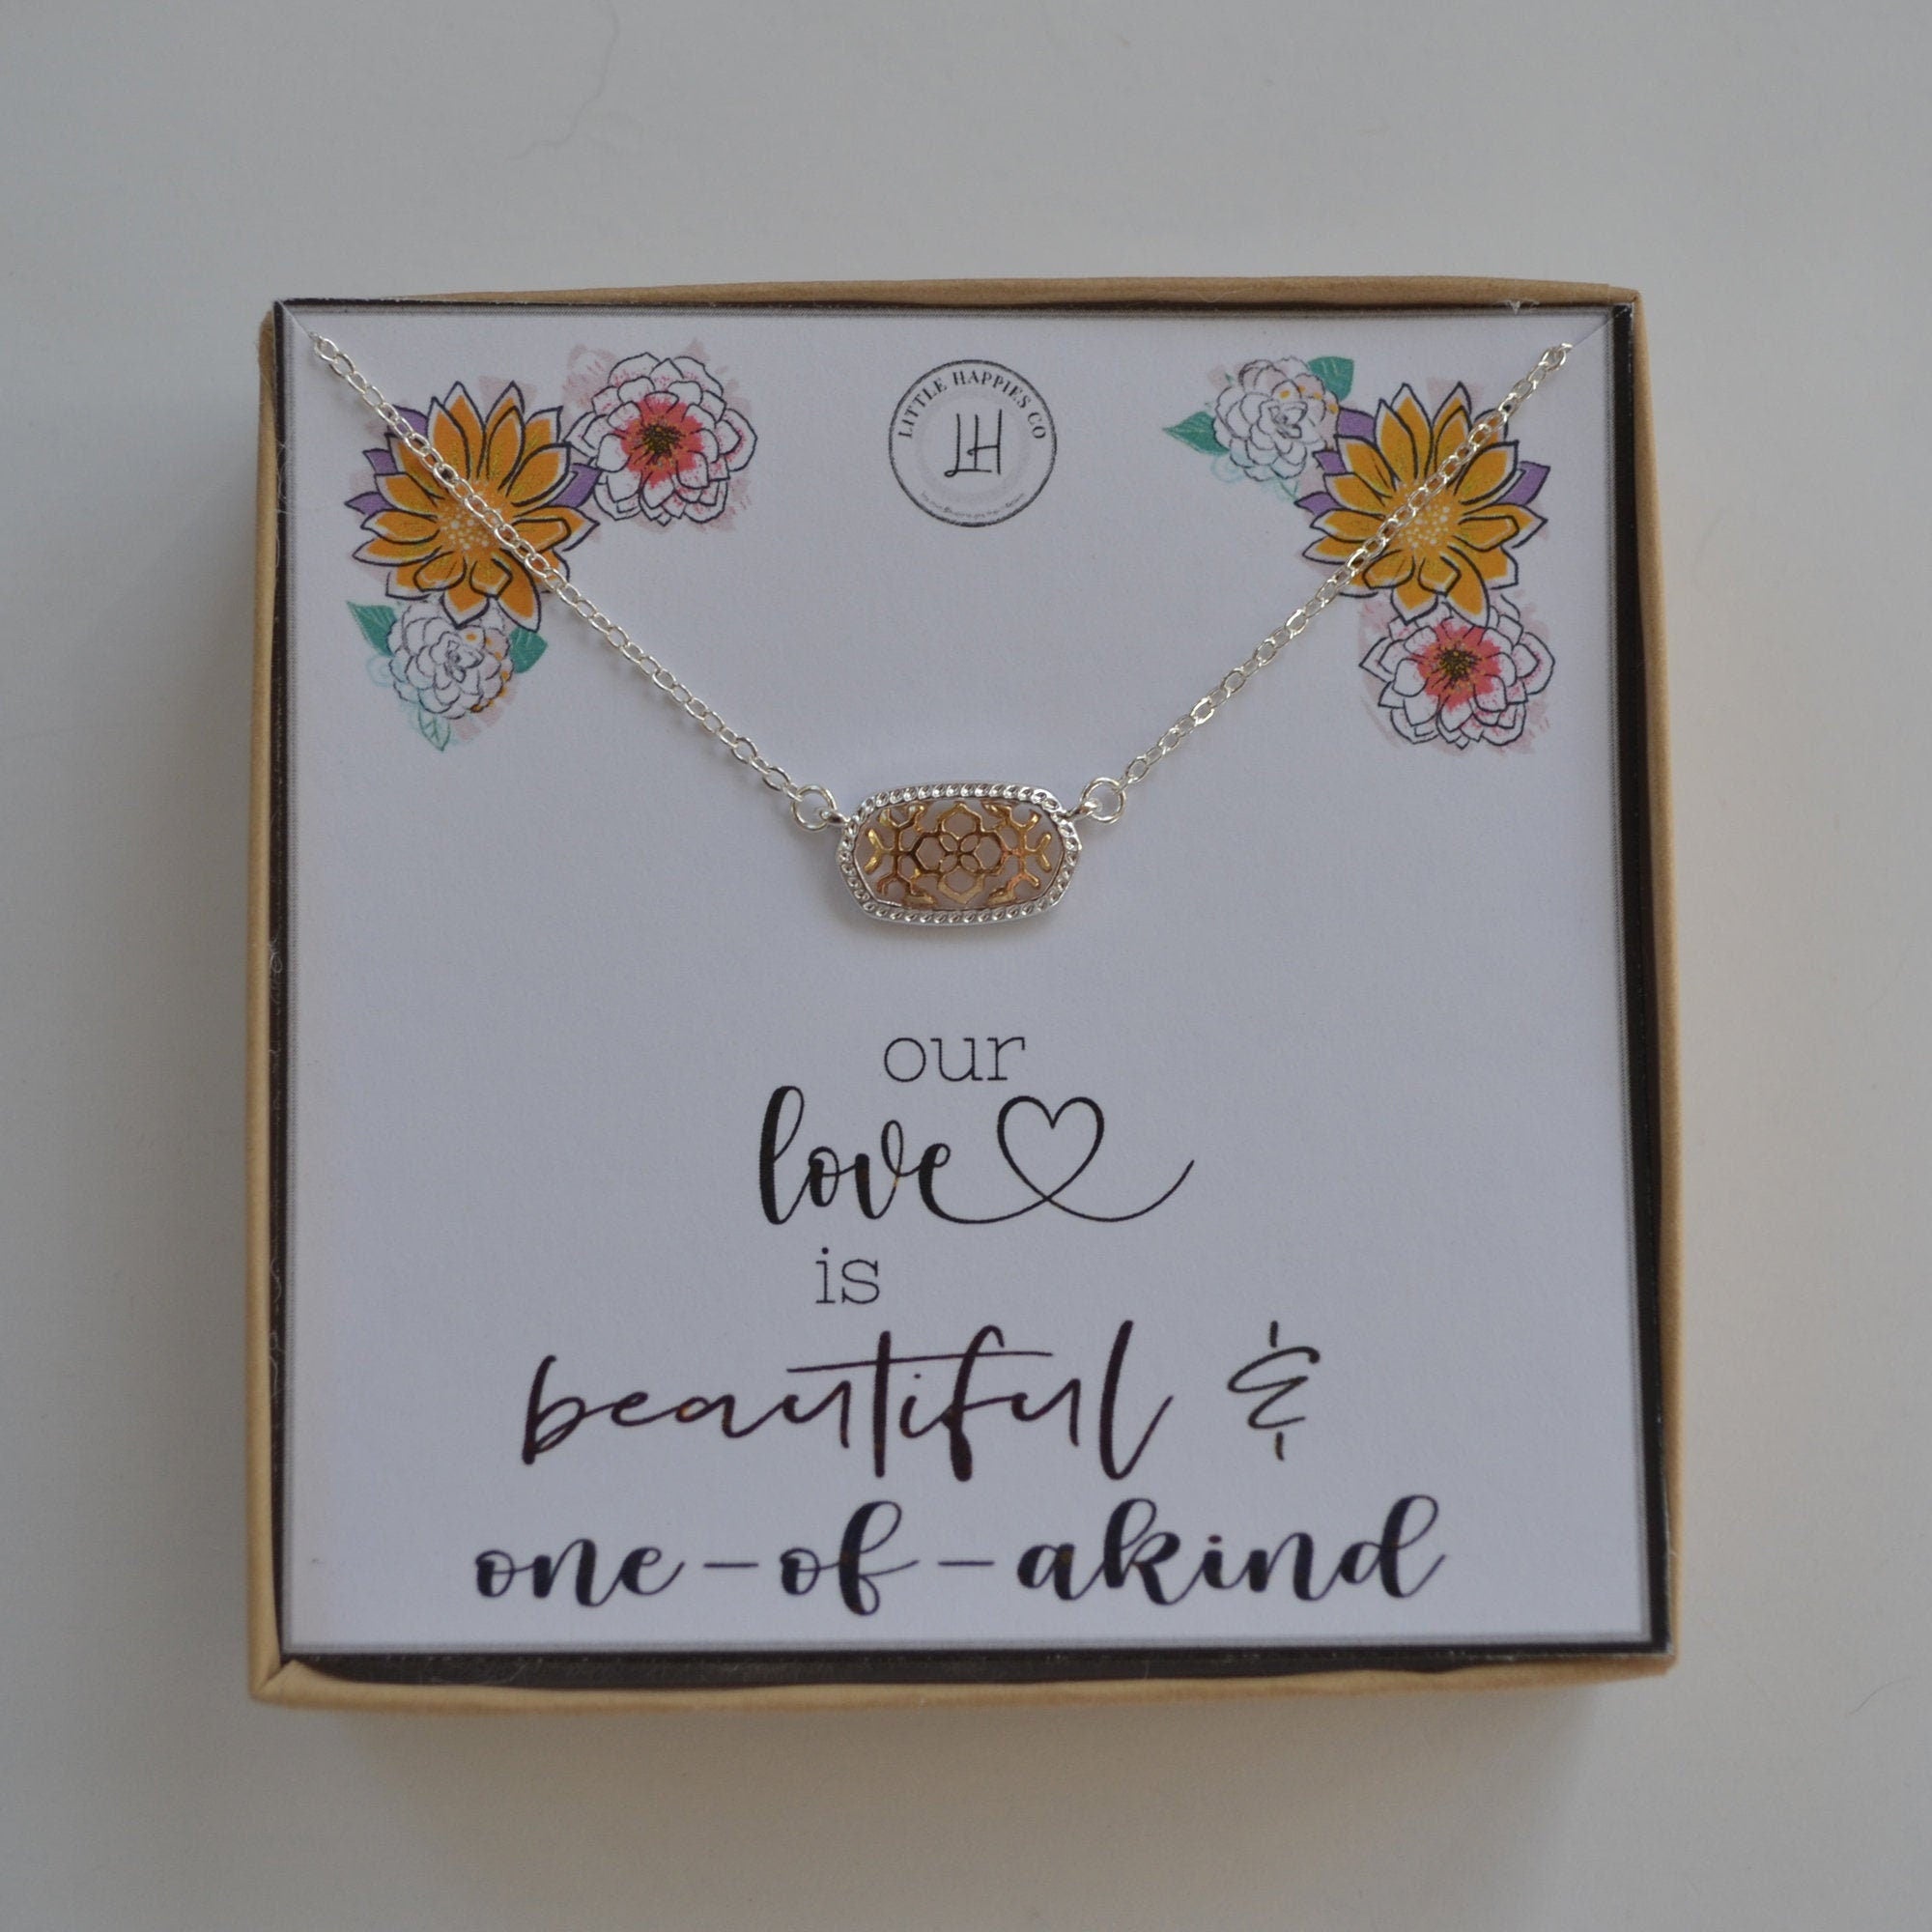 LITTLE HAPPIES CO
LH
our
love
is
beautiful &
one-of-akind